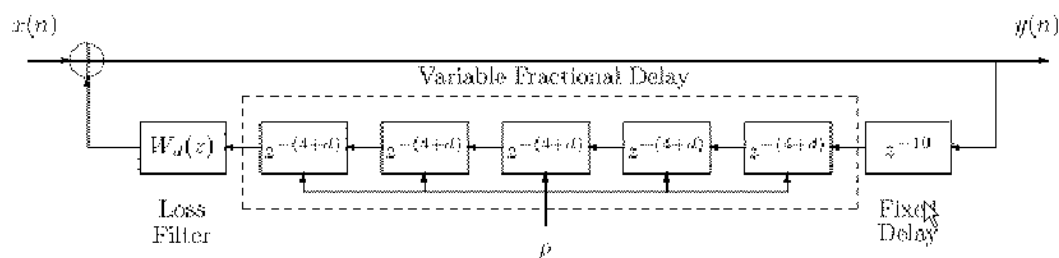 x(n) y(n)
Variable Fractional Delay
W_d(z) z^{-(4+d)} z^{-(4+d)} z^{-(4+d)} z^{-(4+d)} z^{-(4+d)} z^{-10}
Loss
Filter
Fixed
Delay
ρ